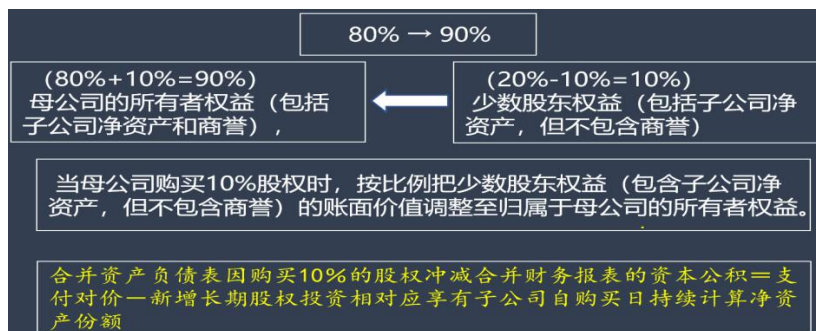 80% → 90%
(80%+10%=90%)
母公司的所有者权益（包括
子公司净资产和商誉），
(20%-10%=10%)
少数股东权益（包括子公司净
资产，但不包含商誉）
当母公司购买10%股权时，按比例把少数股东权益（包含子公司净
资产，但不包含商誉）的账面价值调整至归属于母公司的所有者权益。
合并资产负债表因购买10%的股权冲减合并财务报表的资本公积＝支
付对价－新增长期股权投资相对应享有子公司自购买日持续计算净资
产份额